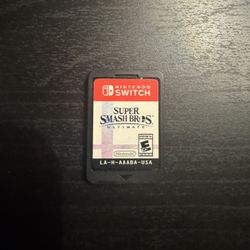 NINTENDO
SWITCH
SUPER
SMASH BROS
ULTIMATE
Nintendo
E
LA-H-AAABA-USA